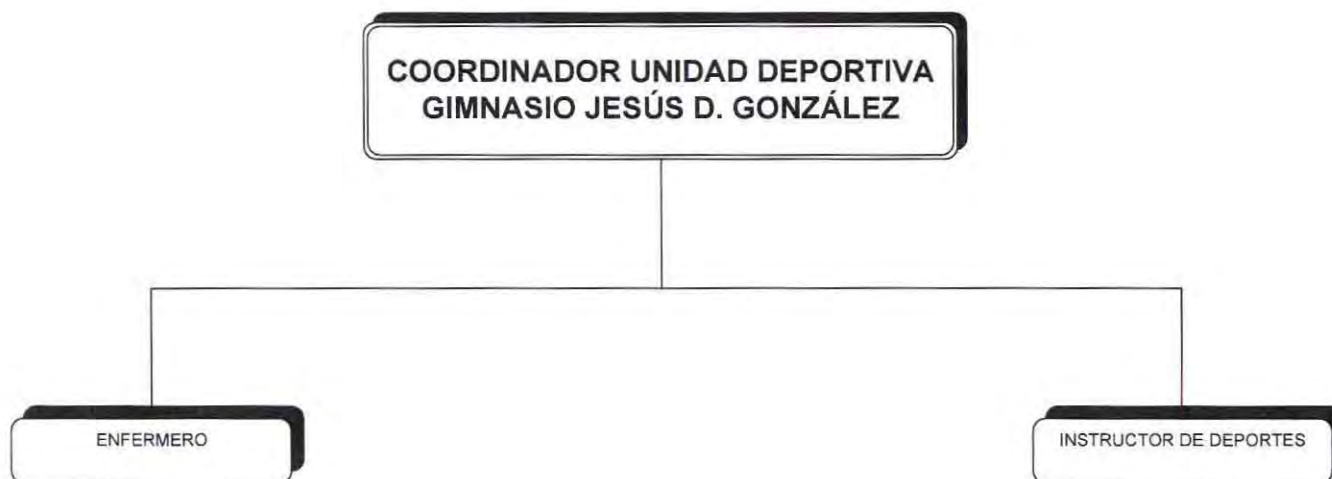 COORDINADOR UNIDAD DEPORTIVA
GIMNASIO JESÚS D. GONZÁLEZ
ENFERMERO
INSTRUCTOR DE DEPORTES